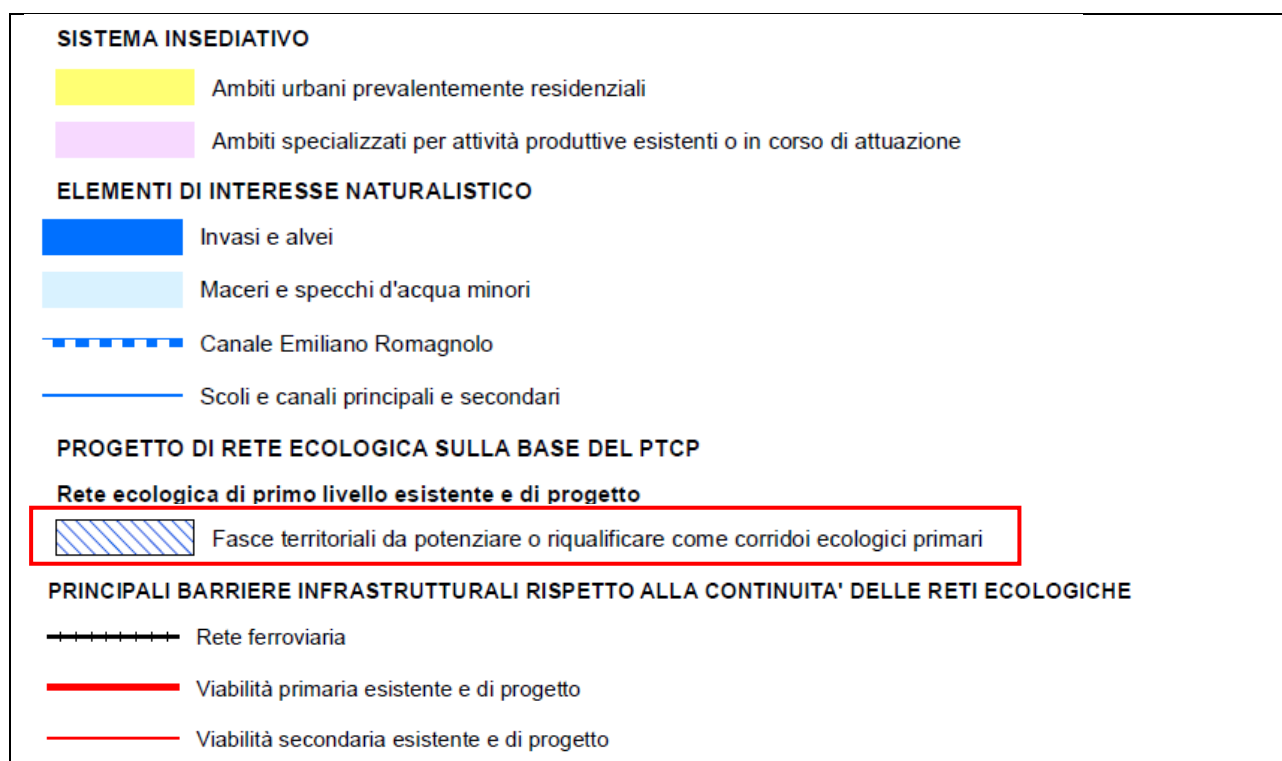 SISTEMA INSEDIATIVO
Ambiti urbani prevalentemente residenziali
Ambiti specializzati per attività produttive esistenti o in corso di attuazione
ELEMENTI DI INTERESSE NATURALISTICO
Invasi e alvei
Maceri e specchi d'acqua minori
Canale Emiliano Romagnolo
Scoli e canali principali e secondari
PROGETTO DI RETE ECOLOGICA SULLA BASE DEL PTCP
Rete ecologica di primo livello esistente e di progetto
Fasce territoriali da potenziare o riqualificare come corridoi ecologici primari
PRINCIPALI BARRIERE INFRASTRUTTURALI RISPETTO ALLA CONTINUITA' DELLE RETI ECOLOGICHE
Rete ferroviaria
Viabilità primaria esistente e di progetto
Viabilità secondaria esistente e di progetto